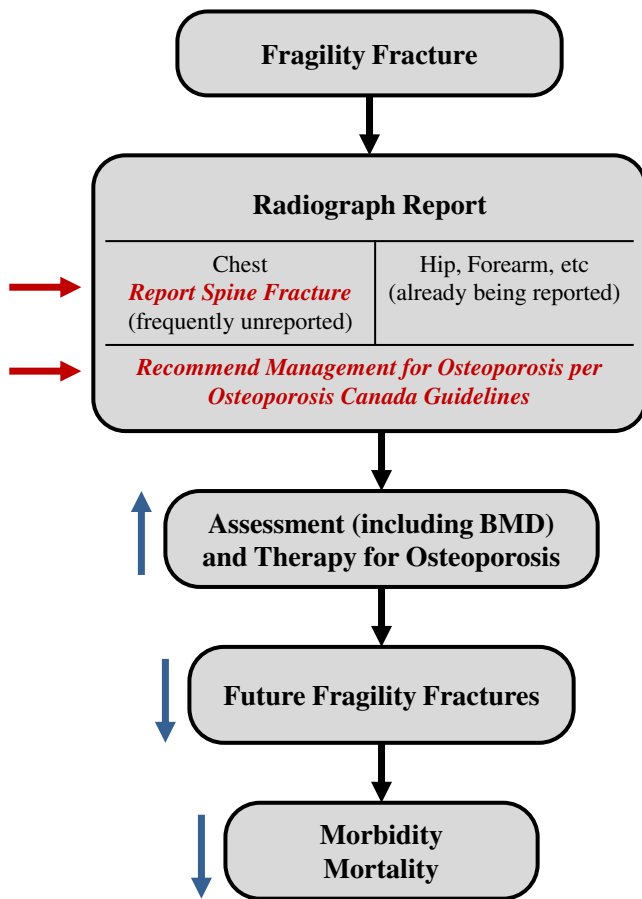 Fragility Fracture
Radiograph Report
Chest
Report Spine Fracture
(frequently unreported)
Hip, Forearm, etc
(already being reported)
Recommend Management for Osteoporosis per
Osteoporosis Canada Guidelines
Assessment (including BMD)
and Therapy for Osteoporosis
Future Fragility Fractures
Morbidity
Mortality